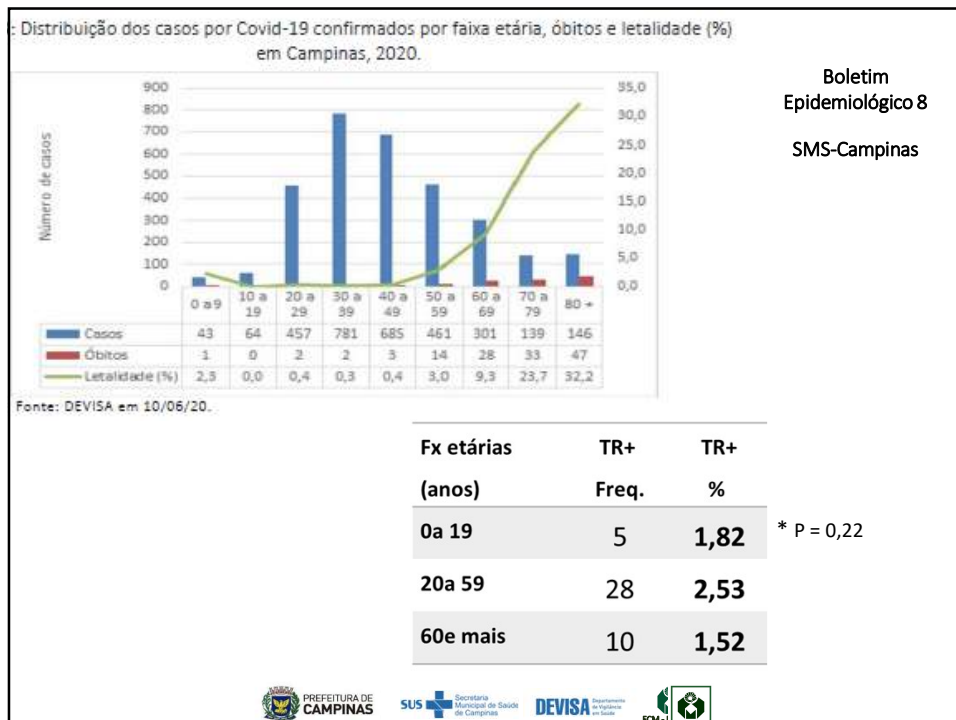 : Distribuição dos casos por Covid-19 confirmados por faixa etária, óbitos e letalidade (%)
em Campinas, 2020.
Boletim
Epidemiológico 8
SMS-Campinas
Número de casos
900
800
700
600
500
400
300
200
100
0
35,0
30,0
25,0
20,0
15,0
10,0
5,0
0,0
0 a 9 10 a 19 20 a 29 30 a 39 40 a 49 50 a 59 60 a 69 70 a 79 80 +
Casos 43 64 457 781 685 461 301 139 146
Óbitos 1 0 2 2 3 14 28 33 47
Letalidade (%) 2,3 0,0 0,4 0,3 0,4 3,0 9,3 23,7 32,2
Fonte: DEVISA em 10/06/20.
Fx etárias TR+ TR+
(anos) Freq. %
0a 19 5 1,82 * P = 0,22
20a 59 28 2,53
60e mais 10 1,52
PREFEITURA DE
CAMPINAS
SUS
Secretaria
Municipal de Saúde
de Campinas
DEVISA
Departamento
de Vigilância
em Saúde